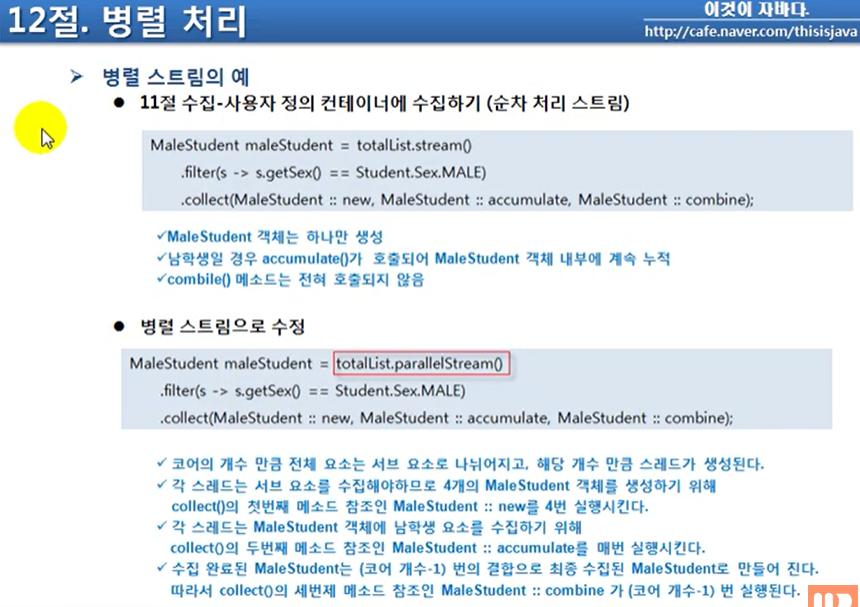 12절. 병렬 처리
이것이 자바다.
http://cafe.naver.com/thisisjava
➢ 병렬 스트림의 예
● 11절 수집-사용자 정의 컨테이너에 수집하기 (순차 처리 스트림)
MaleStudent maleStudent = totalList.stream()
.filter(s -> s.getSex() == Student.Sex.MALE)
.collect(MaleStudent :: new, MaleStudent :: accumulate, MaleStudent :: combine);
✓MaleStudent 객체는 하나만 생성
✓남학생일 경우 accumulate()가 호출되어 MaleStudent 객체 내부에 계속 누적
✓combile() 메소드는 전혀 호출되지 않음
● 병렬 스트림으로 수정
MaleStudent maleStudent = totalList.parallelStream()
.filter(s -> s.getSex() == Student.Sex.MALE)
.collect(MaleStudent :: new, MaleStudent :: accumulate, MaleStudent :: combine);
✓ 코어의 개수 만큼 전체 요소는 서브 요소로 나뉘어지고, 해당 개수 만큼 스레드가 생성된다.
✓ 각 스레드는 서브 요소를 수집해야하므로 4개의 MaleStudent 객체를 생성하기 위해
collect()의 첫번째 메소드 참조인 MaleStudent :: new를 4번 실행시킨다.
✓ 각 스레드는 MaleStudent 객체에 남학생 요소를 수집하기 위해
collect()의 두번째 메소드 참조인 MaleStudent :: accumulate를 매번 실행시킨다.
✓ 수집 완료된 MaleStudent는 (코어 개수-1) 번의 결합으로 최종 수집된 MaleStudent로 만들어 진다.
따라서 collect()의 세번제 메소드 참조인 MaleStudent :: combine 가 (코어 개수-1) 번 실행된다.